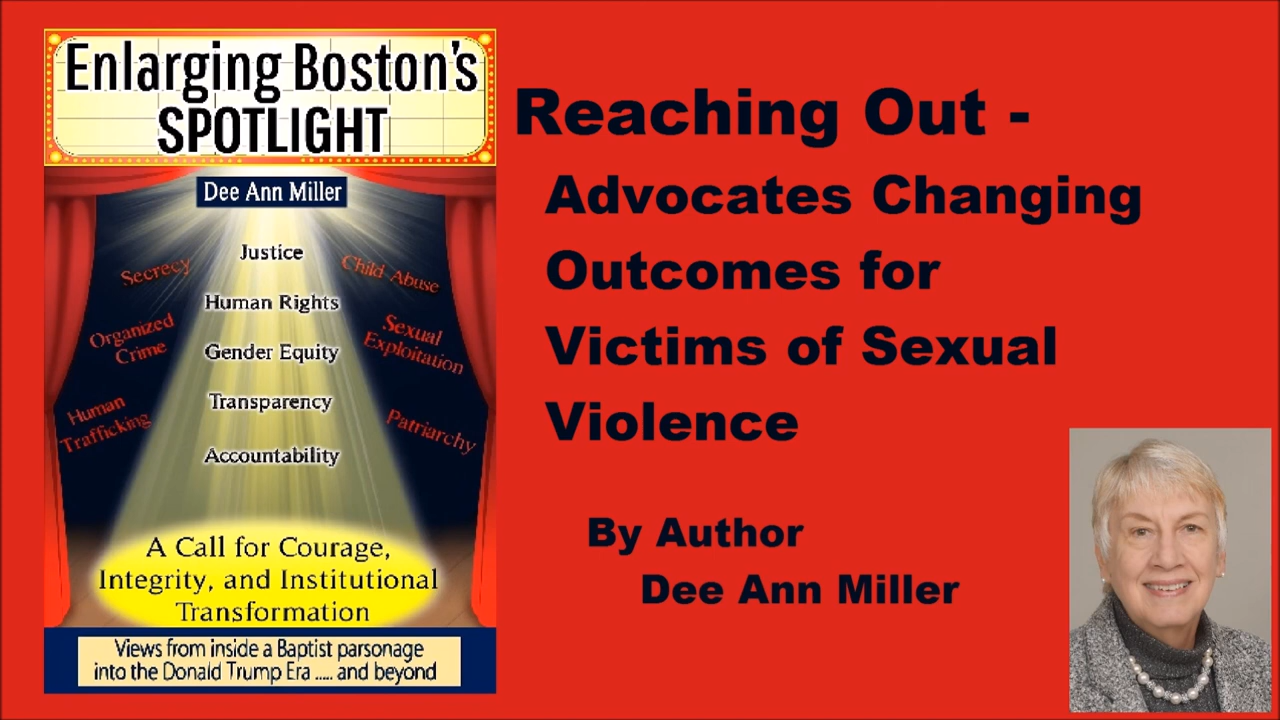 Enlarging Boston's
SPOTLIGHT
Dee Ann Miller
Justice
Secrecy
Child Abuse
Human Rights
Organized
Crime
Sexual
Exploitation
Gender Equity
Transparency
Human
Trafficking
Patriarchy
Accountability
A Call for Courage,
Integrity, and Institutional
Transformation
Views from inside a Baptist parsonage
into the Donald Trump Era ..... and beyond
Reaching Out -
Advocates Changing
Outcomes for
Victims of Sexual
Violence
By Author
Dee Ann Miller